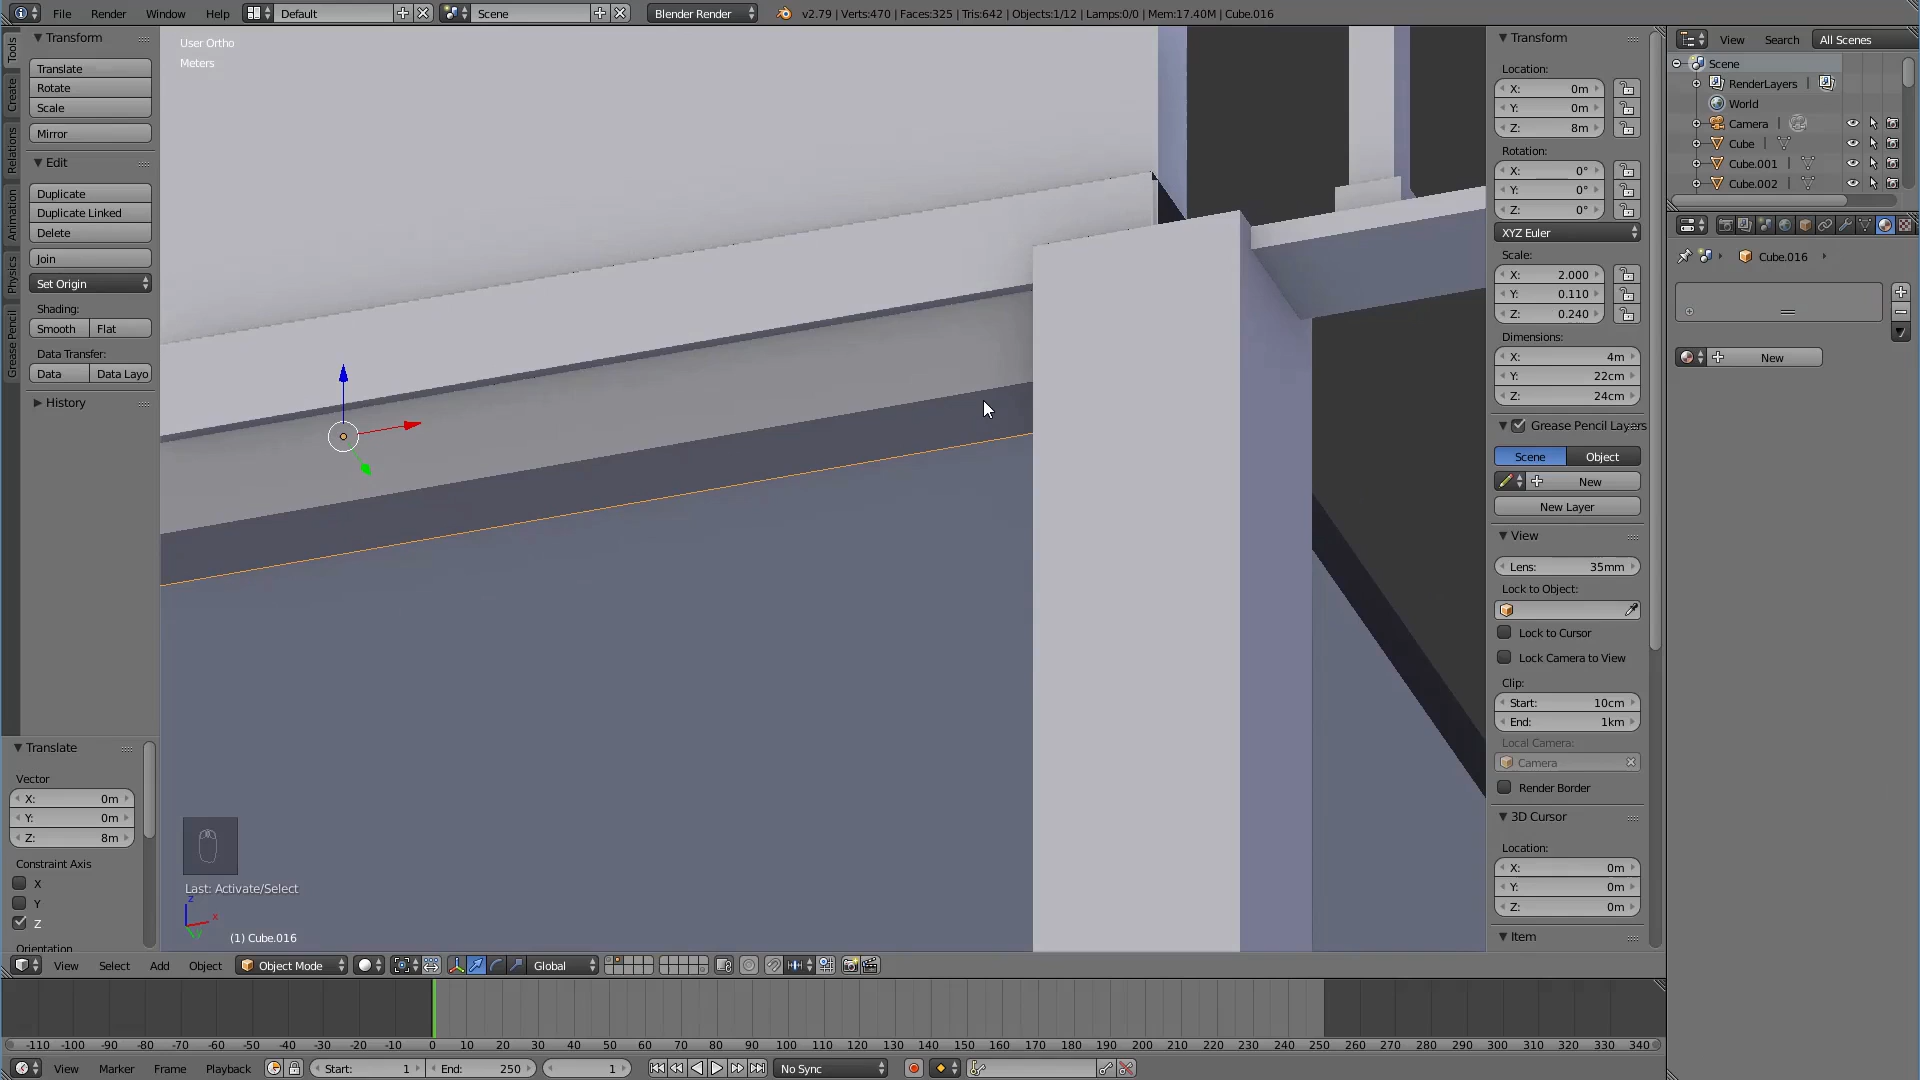 File Render Window Help Default Scene Blender Render v2.79 | Verts:470 | Faces:325 | Tris:642 | Objects:1/12 | Lamps:0/0 | Mem:17.40M | Cube.016
Tools
Create
Relations
Animation
Physics
Grease Pencil
Transform
Translate
Rotate
Scale
Mirror
Edit
Duplicate
Duplicate Linked
Delete
Join
Set Origin
Shading:
Smooth Flat
Data Transfer:
Data Data Layo
History
Translate
Vector
X: 0m
Y: 0m
Z: 8m
Constraint Axis
X
Y
Z
Orientation
User Ortho
Meters
Last: Activate/Select
z
x
(1) Cube.016
Transform
Location:
X: 0m
Y: 0m
Z: 8m
Rotation:
X: 0°
Y: 0°
Z: 0°
XYZ Euler
Scale:
X: 2.000
Y: 0.110
Z: 0.240
Dimensions:
X: 4m
Y: 22cm
Z: 24cm
Grease Pencil Layers
Scene Object
New
New Layer
View
Lens: 35mm
Lock to Object:
Lock to Cursor
Lock Camera to View
Clip:
Start: 10cm
End: 1km
Local Camera:
Camera
Render Border
3D Cursor
Location:
X: 0m
Y: 0m
Z: 0m
Item
View Search All Scenes
Scene
RenderLayers
World
Camera
Cube
Cube.001
Cube.002
Cube.016
New
View Select Add Object Object Mode Global
-110 -100 -90 -80 -70 -60 -50 -40 -30 -20 -10 0 10 20 30 40 50 60 70 80 90 100 110 120 130 140 150 160 170 180 190 200 210 220 230 240 250 260 270 280 290 300 310 320 330 340
View Marker Frame Playback Start: 1 End: 250 1 No Sync